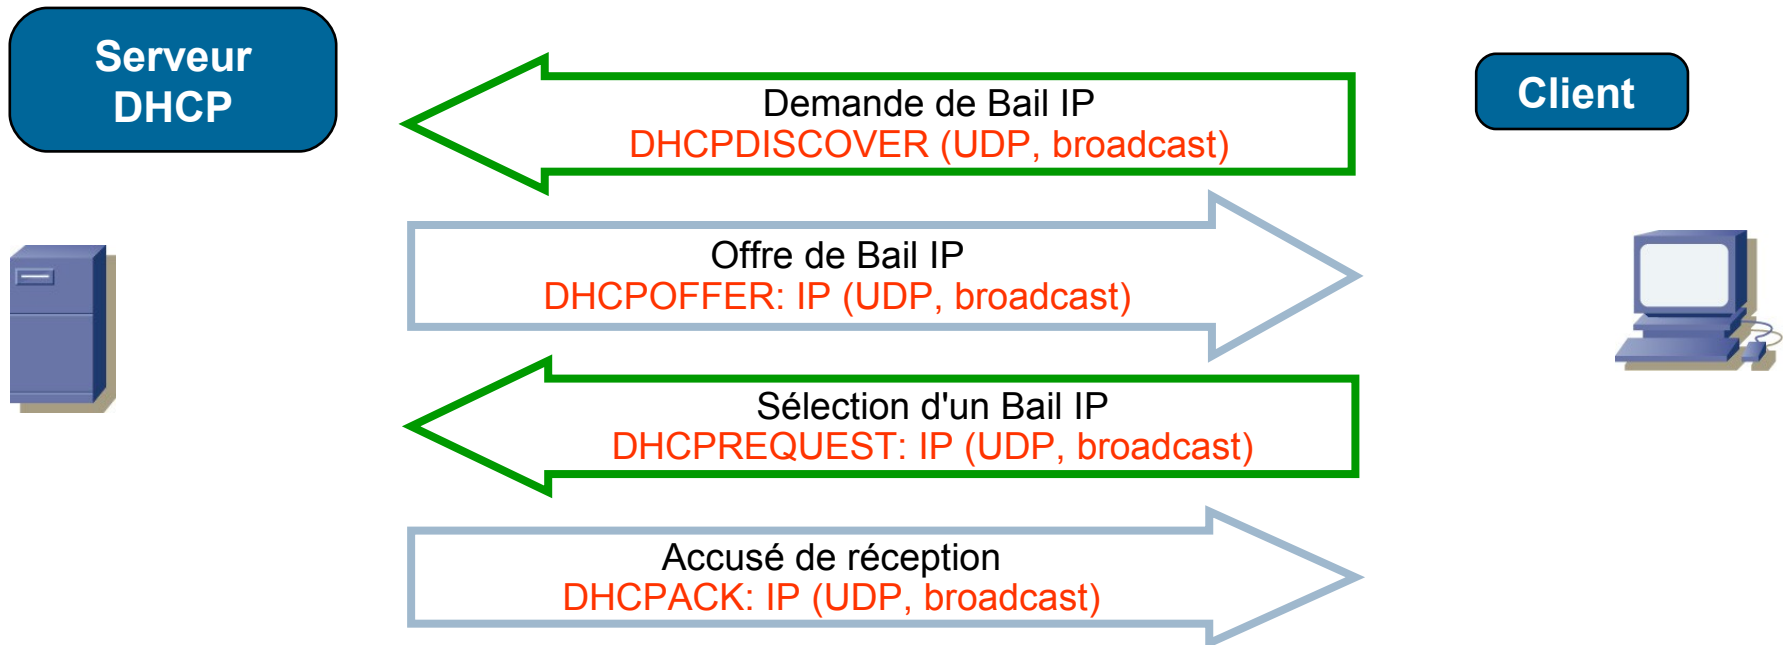 Serveur
DHCP
Client
Demande de Bail IP
DHCPDISCOVER (UDP, broadcast)
Offre de Bail IP
DHCPOFFER: IP (UDP, broadcast)
Sélection d'un Bail IP
DHCPREQUEST: IP (UDP, broadcast)
Accusé de réception
DHCPACK: IP (UDP, broadcast)